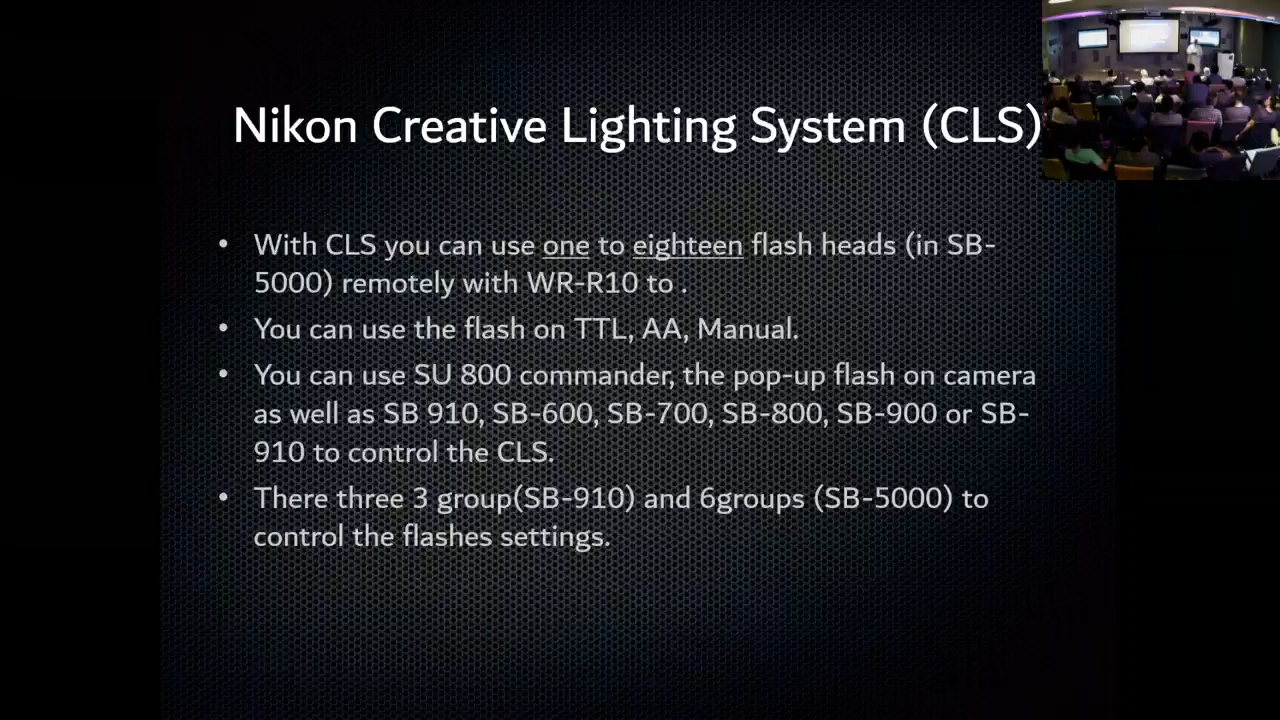 Nikon Creative Lighting System (CLS)
• With CLS you can use one to eighteen flash heads (in SB-
5000) remotely with WR-R10 to .
• You can use the flash on TTL, AA, Manual.
• You can use SU 800 commander, the pop-up flash on camera
as well as SB 910, SB-600, SB-700, SB-800, SB-900 or SB-
910 to control the CLS.
• There three 3 group(SB-910) and 6groups (SB-5000) to
control the flashes settings.